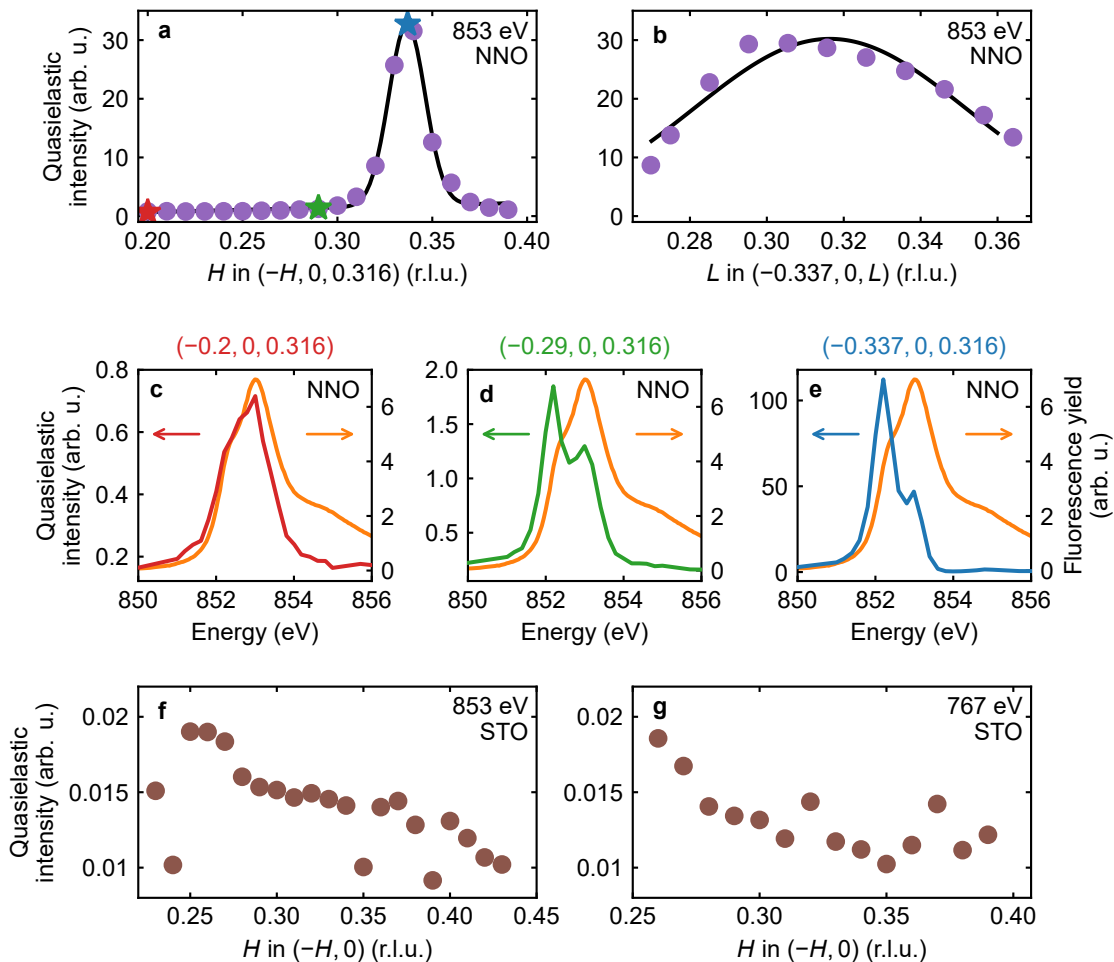 a
853 eV
NNO
30
20
10
0
Quasielastic
intensity (arb. u.)
0.20
0.25
0.30
0.35
0.40
H in (−H, 0, 0.316) (r.l.u.)
b
853 eV
NNO
30
20
10
0
0.28
0.30
0.32
0.34
0.36
L in (−0.337, 0, L) (r.l.u.)
(−0.2, 0, 0.316)
c
NNO
0.8
0.6
0.4
0.2
Quasielastic
intensity (arb. u.)
6
4
2
0
850
852
854
856
Energy (eV)
(−0.29, 0, 0.316)
d
NNO
2.0
1.5
1.0
0.5
6
4
2
0
850
852
854
856
Energy (eV)
(−0.337, 0, 0.316)
e
NNO
100
50
0
6
4
2
0
Fluorescence yield
(arb. u.)
850
852
854
856
Energy (eV)
f
853 eV
STO
0.02
0.015
0.01
Quasielastic
intensity (arb. u.)
0.25
0.30
0.35
0.40
0.45
H in (−H, 0) (r.l.u.)
g
767 eV
STO
0.02
0.015
0.01
0.25
0.30
0.35
0.40
H in (−H, 0) (r.l.u.)